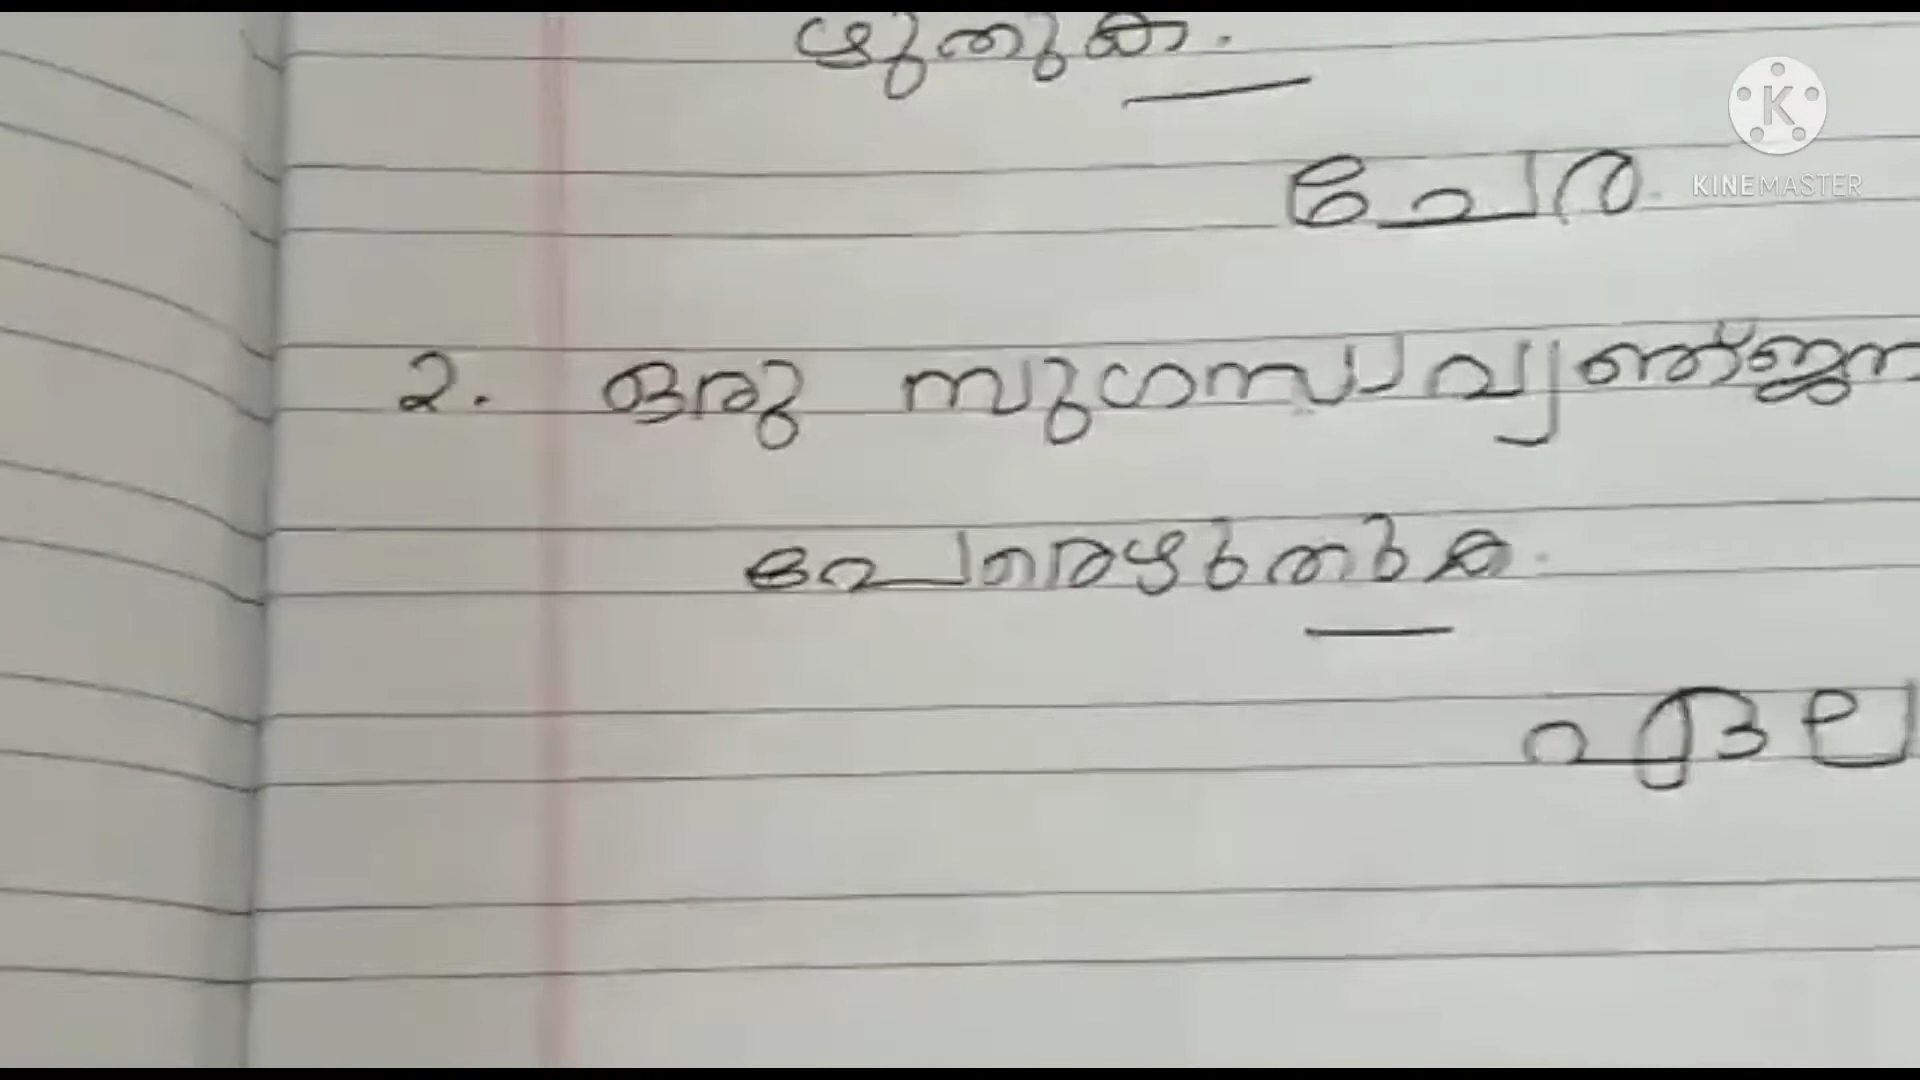 ഴുതുക.
ചേര
KINEMASTER
2. ഒരു സുഗന്ധവ്യഞ്ജന
പേരെഴുതുക.
ഏല